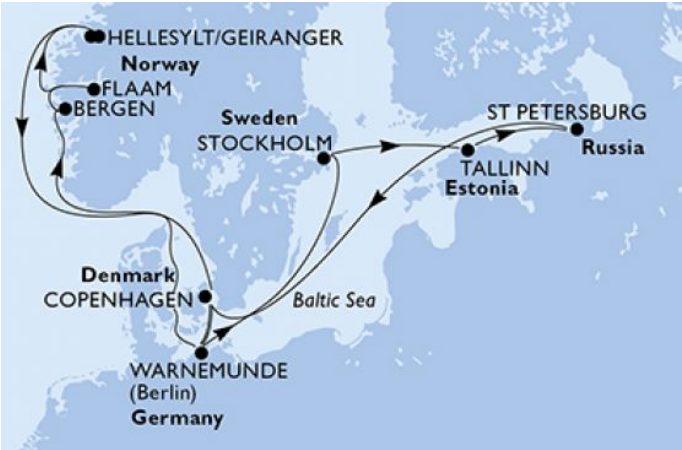 HELLESYLT/GEIRANGER
Norway
FLAAM
BERGEN
Sweden
STOCKHOLM
ST PETERSBURG
Russia
TALLINN
Estonia
Denmark
COPENHAGEN
Baltic Sea
WARNEMUNDE
(Berlin)
Germany